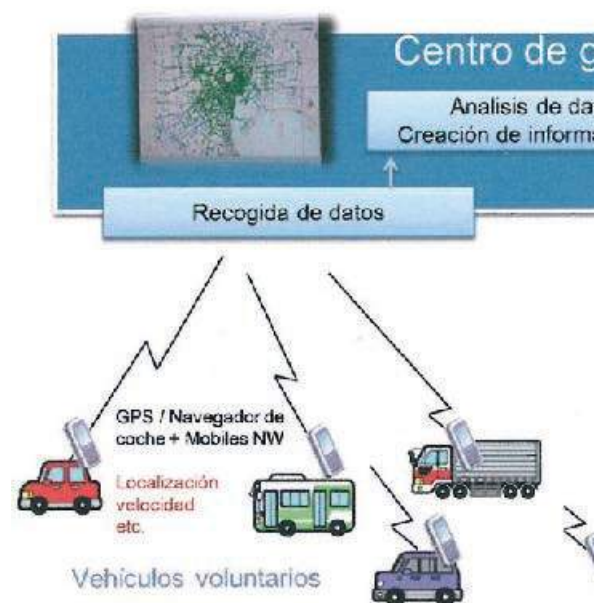 Centro de g
Analisis de da
Creación de informa
Recogida de datos
GPS / Navegador de
coche + Mobiles NW
Localización
velocidad
etc.
Vehículos voluntarios